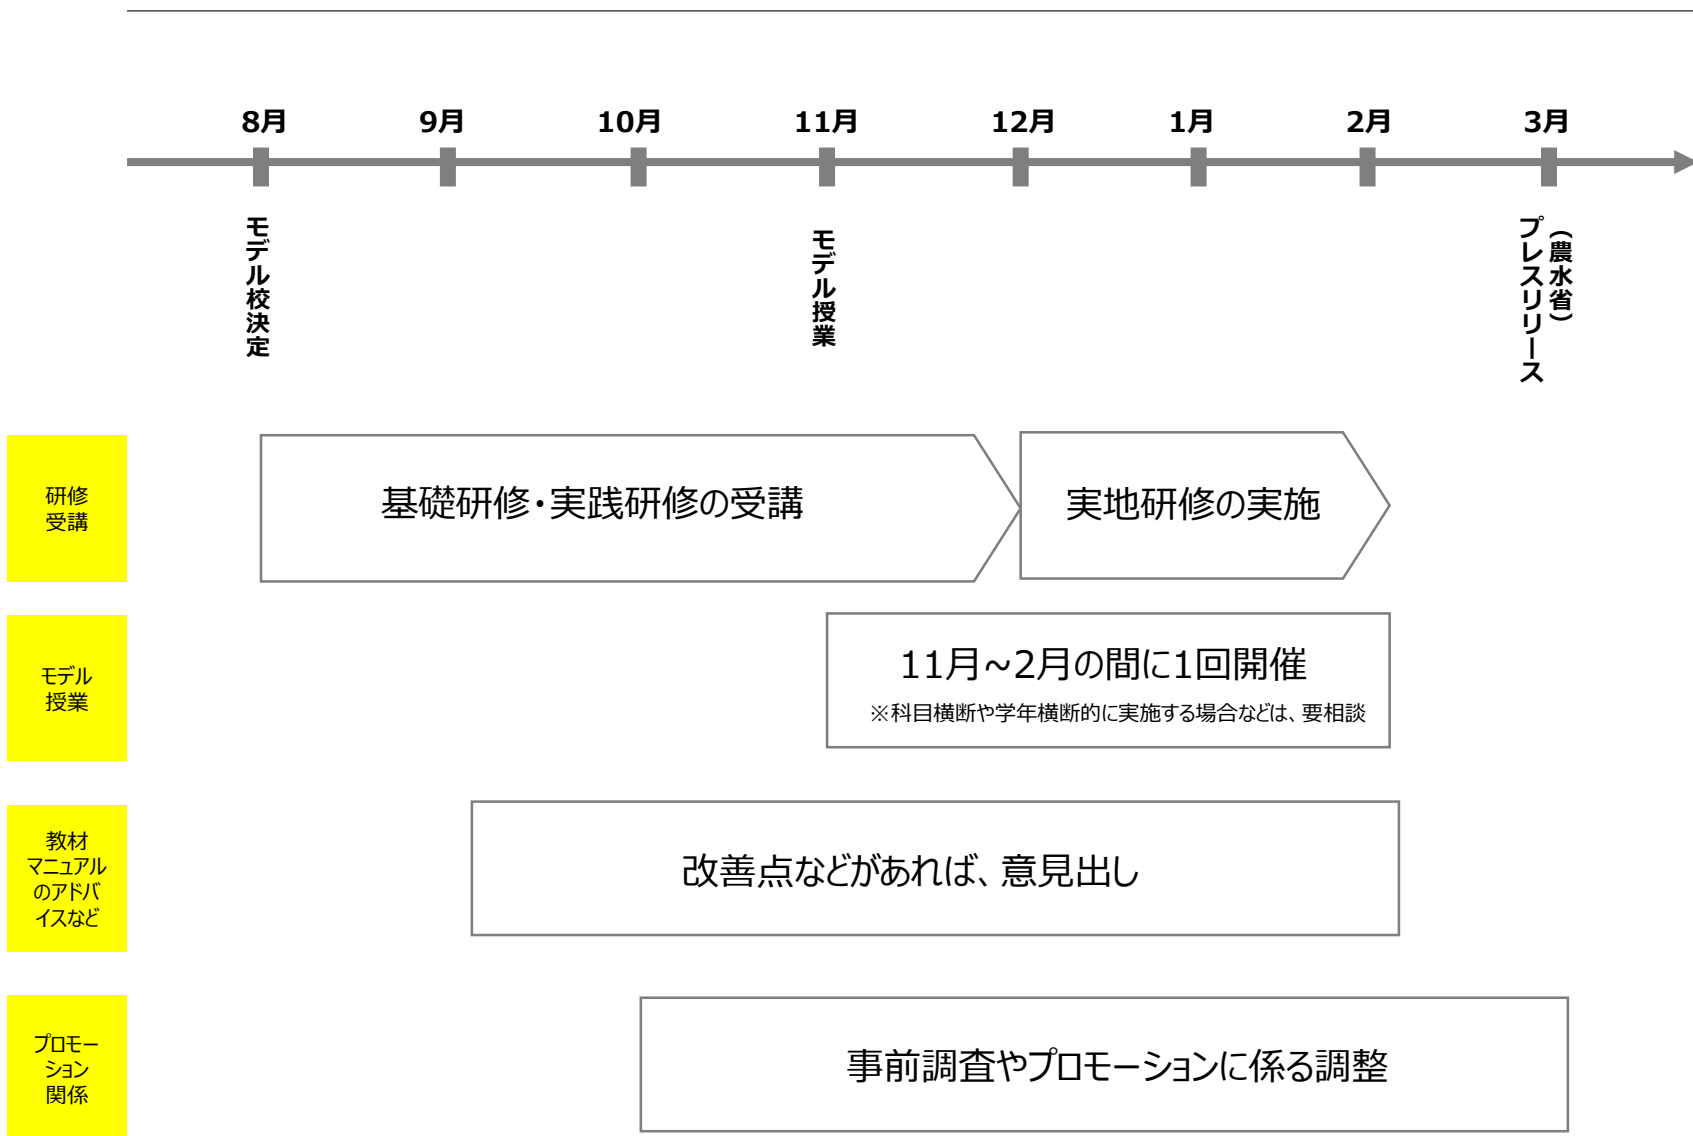 8月 9月 10月 11月 12月 1月 2月 3月
モデル校決定
モデル授業
プレスリリース
（農水省）
研修
受講
基礎研修・実践研修の受講
実地研修の実施
モデル
授業
11月~2月の間に1回開催
※科目横断や学年横断的に実施する場合などは、要相談
教材
マニュアル
のアドバ
イスなど
改善点などがあれば、意見出し
プロモー
ション
関係
事前調査やプロモーションに係る調整